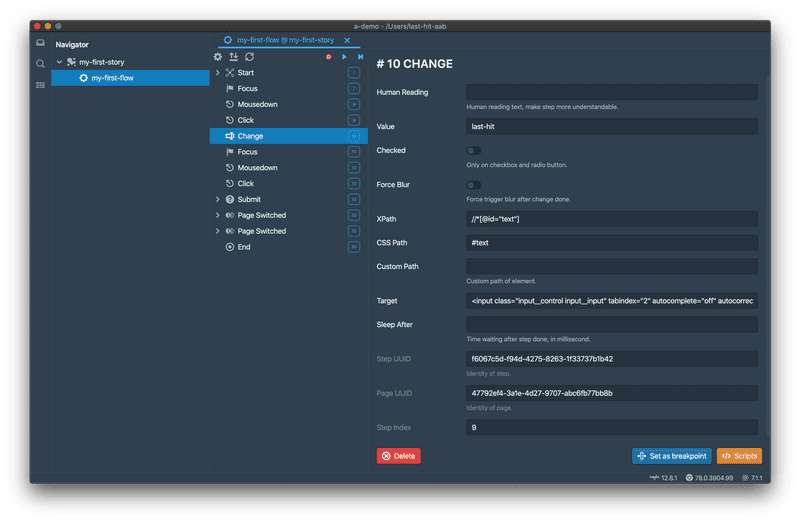 a-demo - /Users/last-hit-aab
Navigator
my-first-story
my-first-flow
my-first-flow @ my-first-story
Start
Focus
Mousedown
Click
Change
Focus
Mousedown
Click
Submit
Page Switched
Page Switched
End
# 10 CHANGE
Human Reading
Human reading text, make step more understandable.
Value last-hit
Checked
Only on checkbox and radio button.
Force Blur
Force trigger blur after change done.
XPath //*[@id="text"]
CSS Path #text
Custom Path
Custom path of element.
Target <input class="input__control input__input" tabindex="2" autocomplete="off" autocorrec
Sleep After
Time waiting after step done, in millisecond.
Step UUID f6067c5d-f94d-4275-8263-1f33737b1b42
Identity of step.
Page UUID 47792ef4-3a1e-4d27-9707-abc6fb77bb8b
Identity of page.
Step Index 9
Delete
Set as breakpoint
Scripts
12.8.1
78.0.3904.99
7.1.1